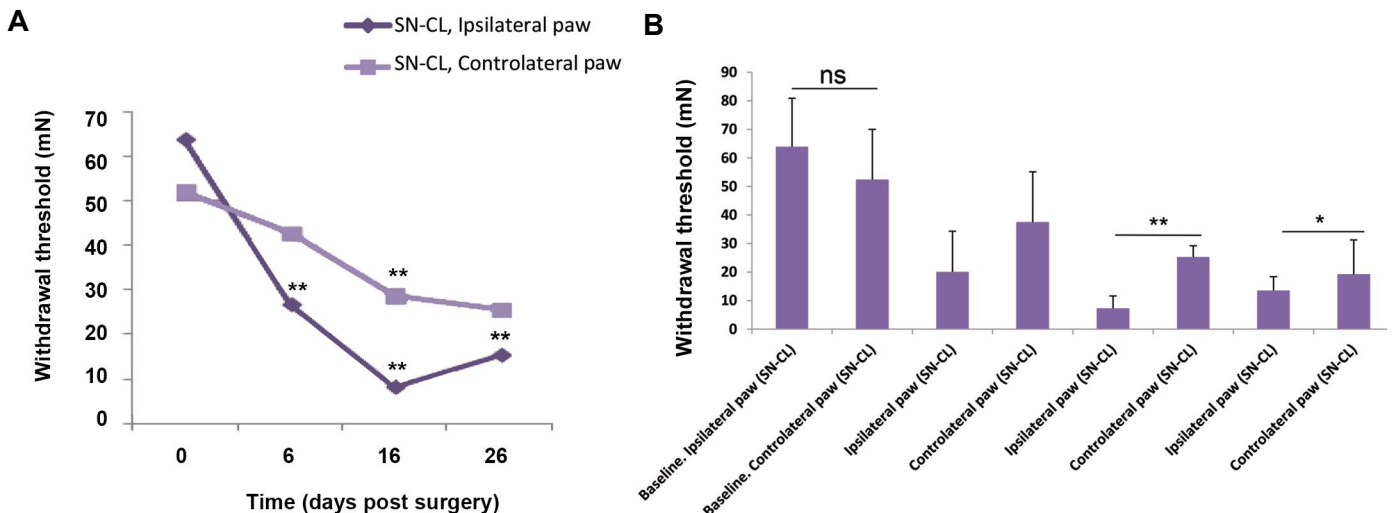 A
SN-CL, Ipsilateral paw
SN-CL, Controlateral paw
Withdrawal threshold (mN)
70
60
50
40
30
20
10
0
**
**
**
**
0 6 16 26
Time (days post surgery)
B
Withdrawal threshold (mN)
90
80
70
60
50
40
30
20
10
0
ns
**
*
Baseline. Ipsilateral paw (SN-CL)
Baseline. Controlateral paw (SN-CL)
Ipsilateral paw (SN-CL)
Controlateral paw (SN-CL)
Ipsilateral paw (SN-CL)
Controlateral paw (SN-CL)
Ipsilateral paw (SN-CL)
Controlateral paw (SN-CL)